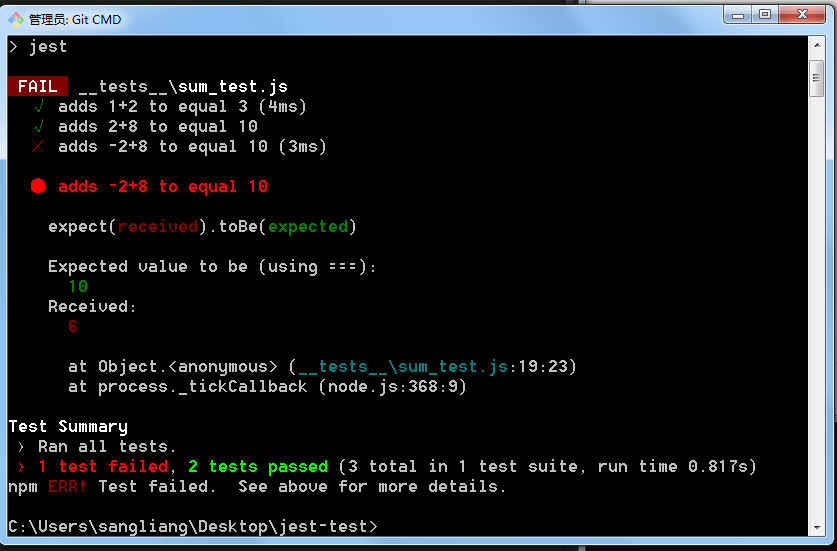 管理员: Git CMD
> jest
FAIL __tests__\sum_test.js
√ adds 1+2 to equal 3 (4ms)
√ adds 2+8 to equal 10
× adds -2+8 to equal 10 (3ms)
● adds -2+8 to equal 10
expect(received).toBe(expected)
Expected value to be (using ===):
10
Received:
6
at Object.<anonymous> (__tests__\sum_test.js:19:23)
at process._tickCallback (node.js:368:9)
Test Summary
› Ran all tests.
› 1 test failed, 2 tests passed (3 total in 1 test suite, run time 0.817s)
npm ERR! Test failed.  See above for more details.
C:\Users\sangliang\Desktop\jest-test>